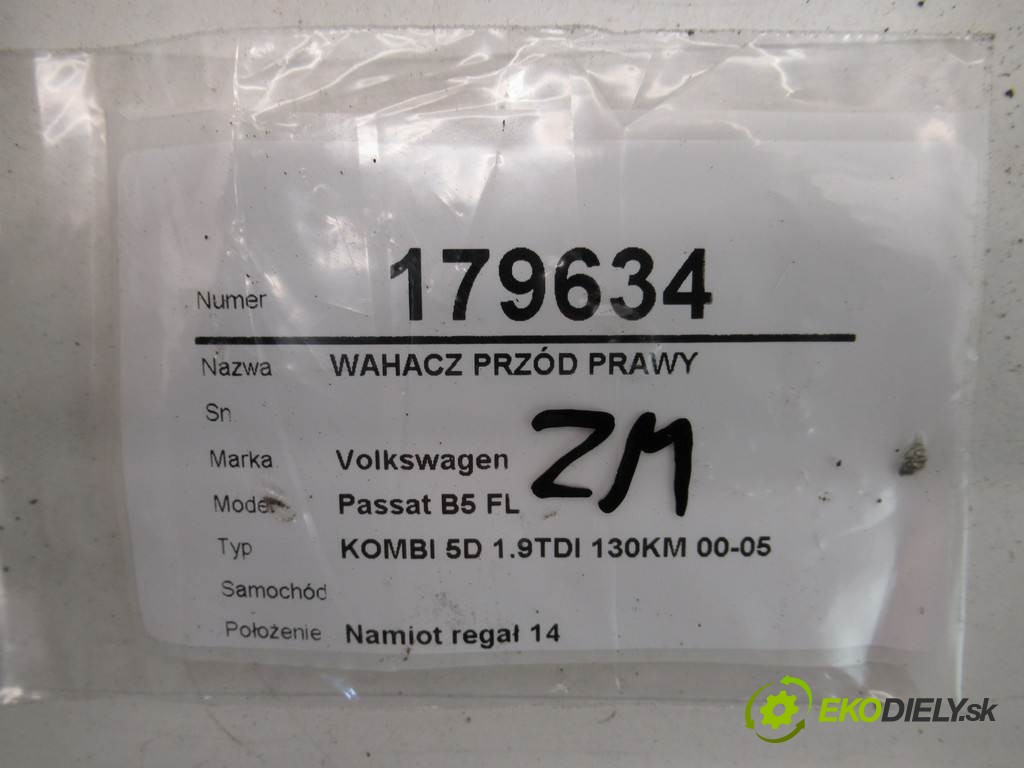 Numer 179634
Nazwa WAHACZ PRZÓD PRAWY
Sn
Marka Volkswagen
Model Passat B5 FL
ZM
Typ KOMBI 5D 1.9TDI 130KM 00-05
Samochód
Położenie Namiot regał 14
EKODIELY.sk